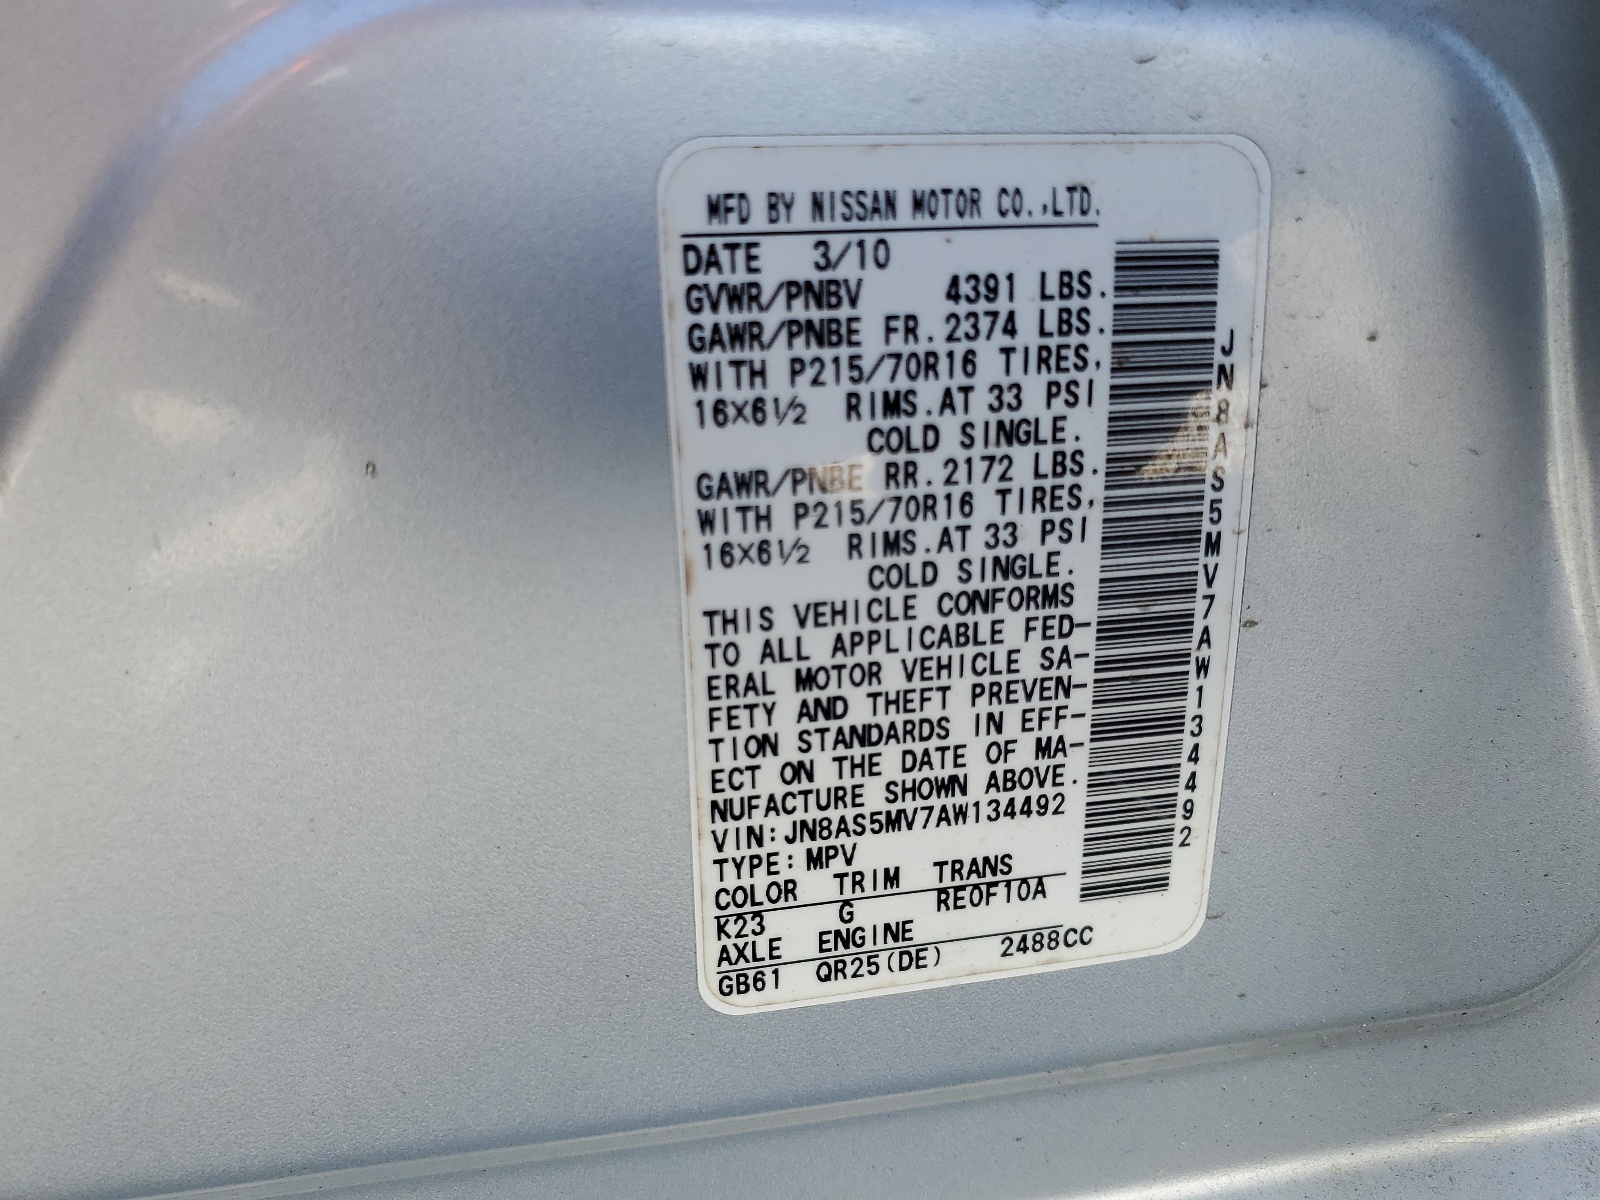 MFD BY NISSAN MOTOR CO.,LTD.
DATE 3/10
GVWR/PNBV 4391 LBS.
GAWR/PNBE FR. 2374 LBS.
WITH P215/70R16 TIRES,
16×6½ RIMS. AT 33 PSI
COLD SINGLE.
GAWR/PNBE RR. 2172 LBS.
WITH P215/70R16 TIRES,
16×6½ RIMS. AT 33 PSI
COLD SINGLE.
THIS VEHICLE CONFORMS
TO ALL APPLICABLE FED-
ERAL MOTOR VEHICLE SA-
FETY AND THEFT PREVEN-
TION STANDARDS IN EFF-
ECT ON THE DATE OF MA-
NUFACTURE SHOWN ABOVE.
VIN: JN8AS5MV7AW134492
TYPE: MPV
COLOR TRIM TRANS
K23 G RE0F10A
AXLE ENGINE
GB61 QR25(DE) 2488CC
JN8AS5MV7AW134492